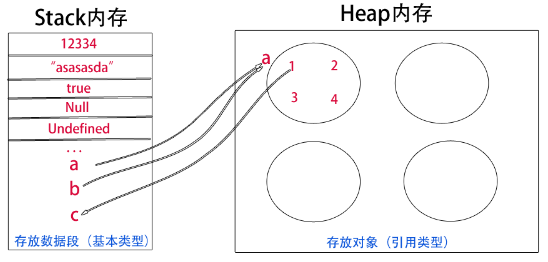 Stack内存
12334
“asasasda”
true
Null
Undefined
...
a
b
c
存放数据段（基本类型）
Heap内存
a
1 2
3 4
存放对象（引用类型）